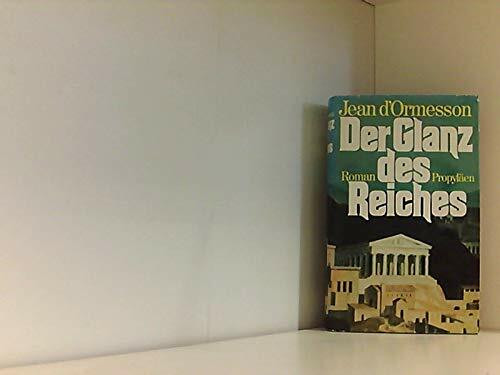 Jean d'Ormesson
Der Glanz
des
Roman Propyläen
Reiches